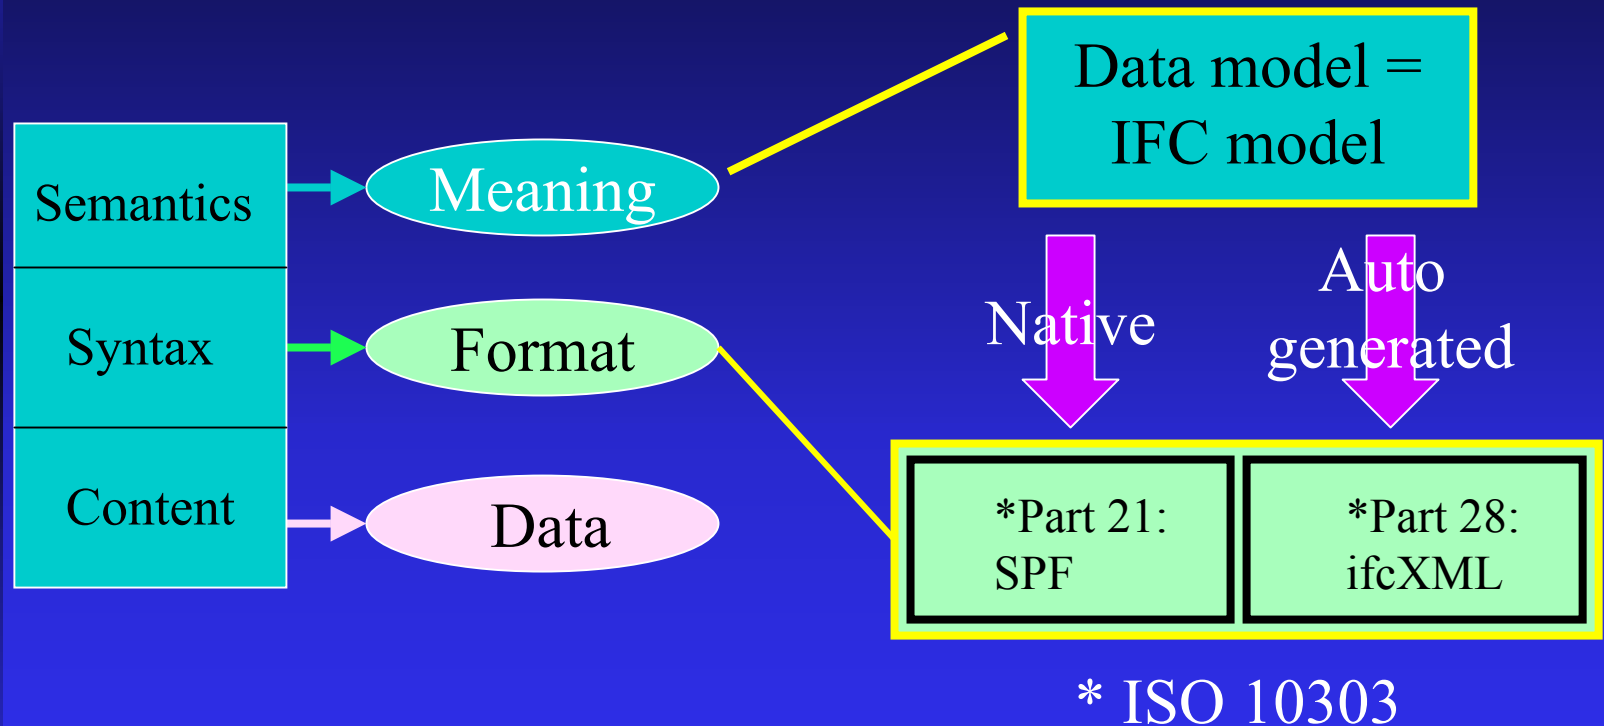 Semantics
Meaning
Syntax
Format
Content
Data
Data model =
IFC model
Native
Auto
generated
*Part 21:
SPF
*Part 28:
ifcXML
* ISO 10303